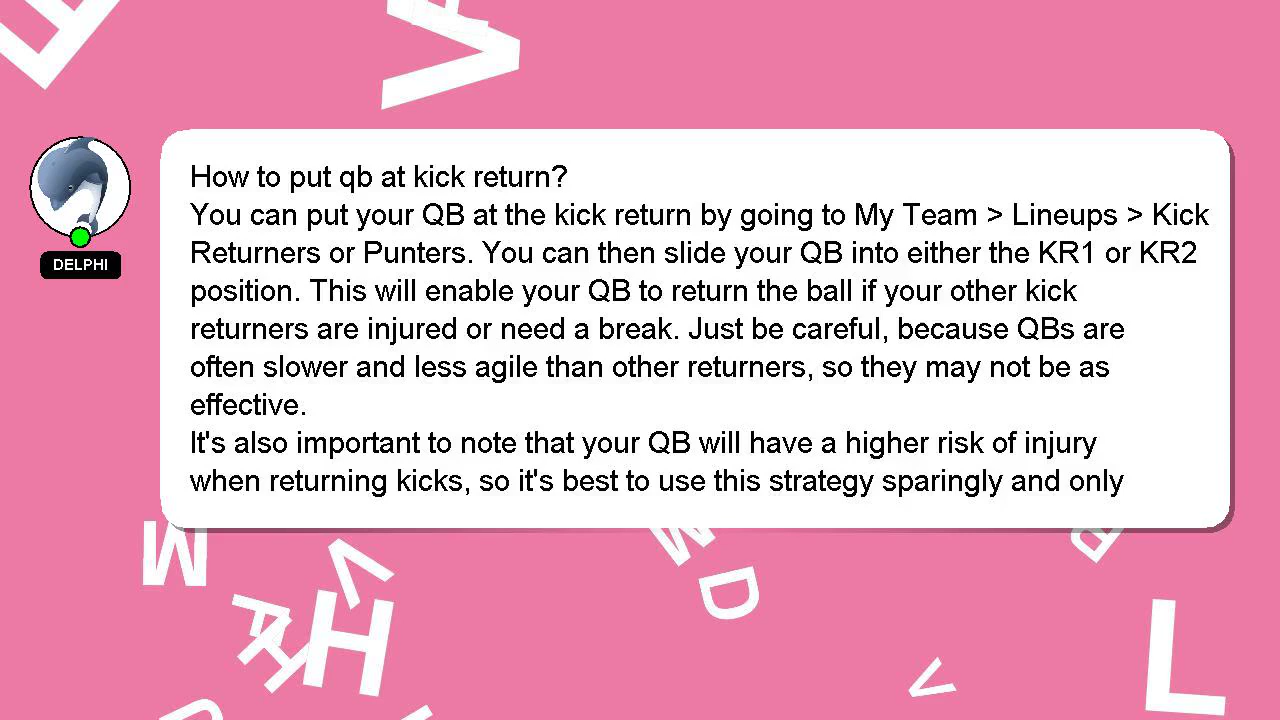 How to put qb at kick return?
You can put your QB at the kick return by going to My Team > Lineups > Kick
Returners or Punters. You can then slide your QB into either the KR1 or KR2
position. This will enable your QB to return the ball if your other kick
returners are injured or need a break. Just be careful, because QBs are
often slower and less agile than other returners, so they may not be as
effective.
It's also important to note that your QB will have a higher risk of injury
when returning kicks, so it's best to use this strategy sparingly and only
DELPHI
M
V
M
D
B
A
H
H
V
L